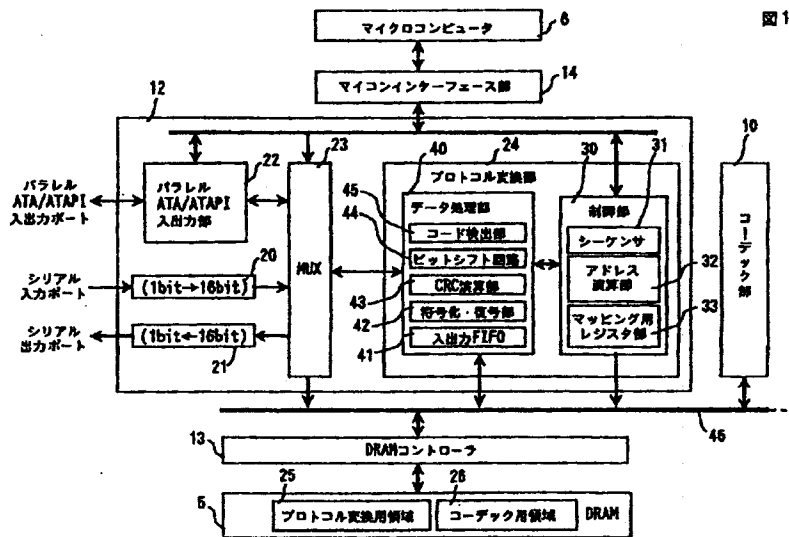 図1
6
マイクロコンピュータ
14
マイコンインターフェース部
12
22
23
24
10
パラレル
ATA/ATAPI
入出力ポート
パラレル
ATA/ATAPI
入出力部
MUX
プロトコル変換部
40
データ処理部
45
コード検出部
44
ビットシフト回路
43
CRC演算部
42
符号化・復号部
41
入出力FIFO
30
制御部
31
シーケンサ
アドレス
演算部
32
マッピング用
レジスタ部
33
コーデック部
シリアル
入力ポート
20
(1bit→16bit)
シリアル
出力ポート
(1bit←16bit)
21
46
13
DRAMコントローラ
5
25
プロトコル変換用領域
26
コーデック用領域
DRAM